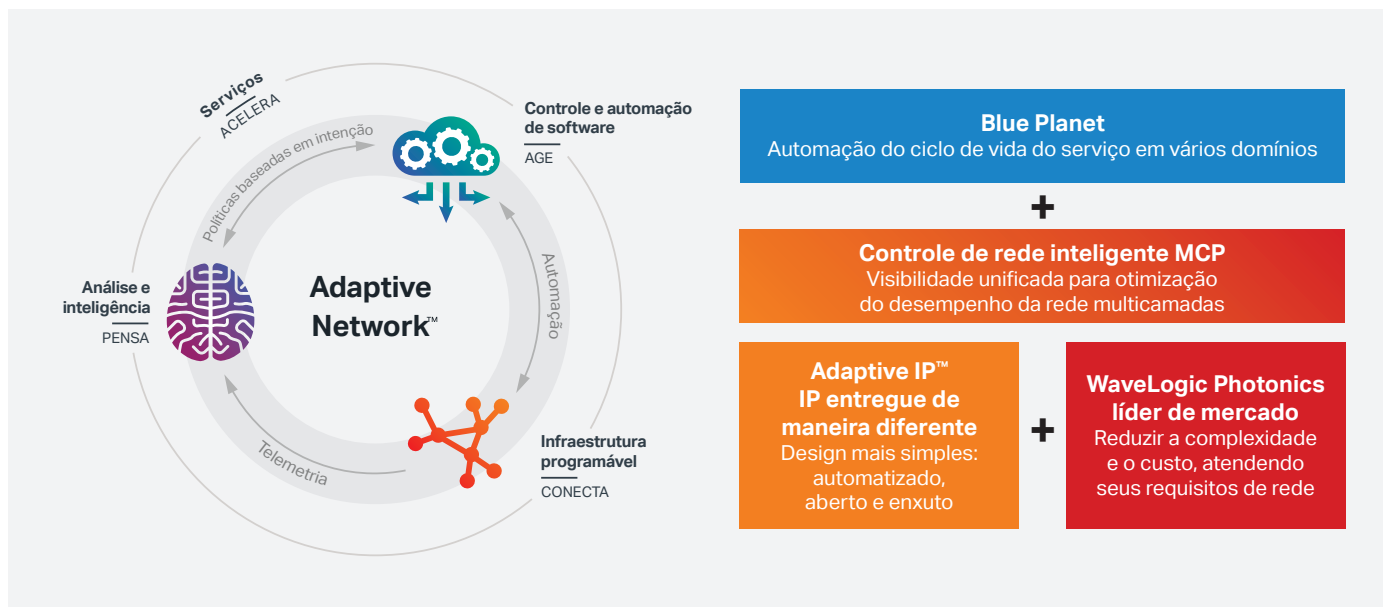 Serviços
ACELERA
Políticas baseadas em intenção
Controle e automação
de software
AGE
Análise e
inteligência
PENSA
Adaptive
Network™
Automação
Telemetria
Infraestrutura
programável
CONECTA
Blue Planet
Automação do ciclo de vida do serviço em vários domínios
+
Controle de rede inteligente MCP
Visibilidade unificada para otimização
do desempenho da rede multicamadas
Adaptive IP™
IP entregue de
maneira diferente
Design mais simples:
automatizado,
aberto e enxuto
+
WaveLogic Photonics
líder de mercado
Reduzir a complexidade
e o custo, atendendo
seus requisitos de rede